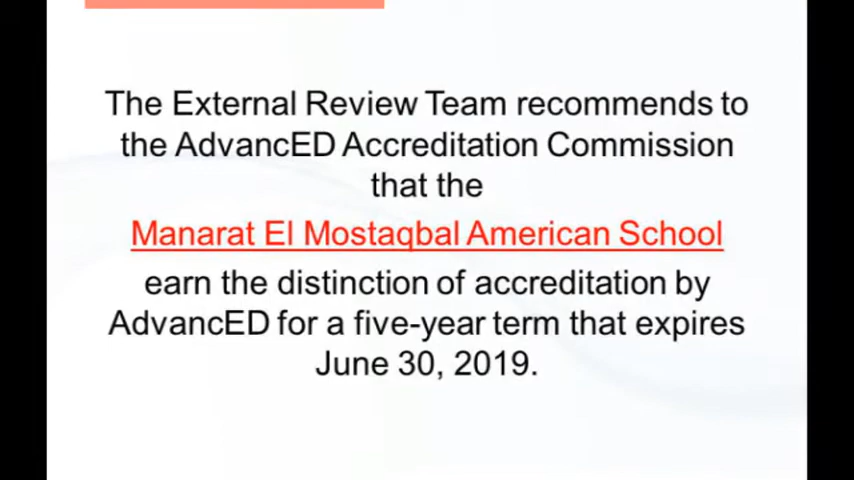 The External Review Team recommends to
the AdvancED Accreditation Commission
that the
Manarat El Mostaqbal American School
earn the distinction of accreditation by
AdvancED for a five-year term that expires
June 30, 2019.